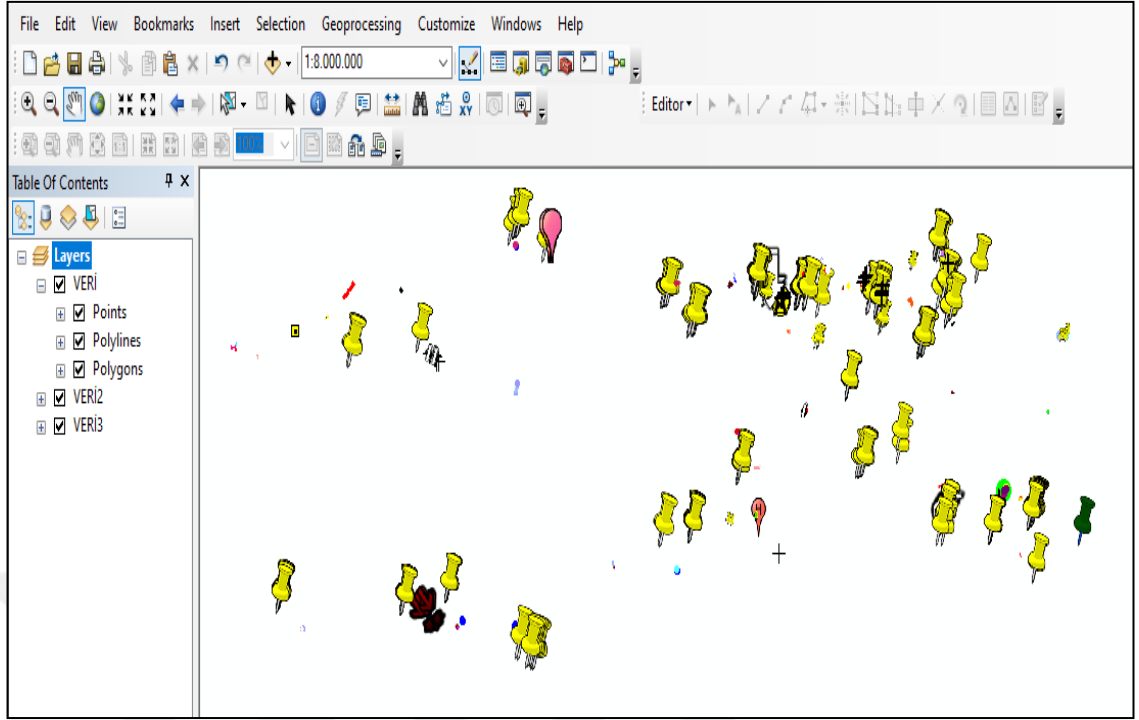 File Edit View Bookmarks Insert Selection Geoprocessing Customize Windows Help
1:8.000.000
Editor
100%
Table Of Contents
Layers
VERİ
Points
Polylines
Polygons
VERİ2
VERİ3